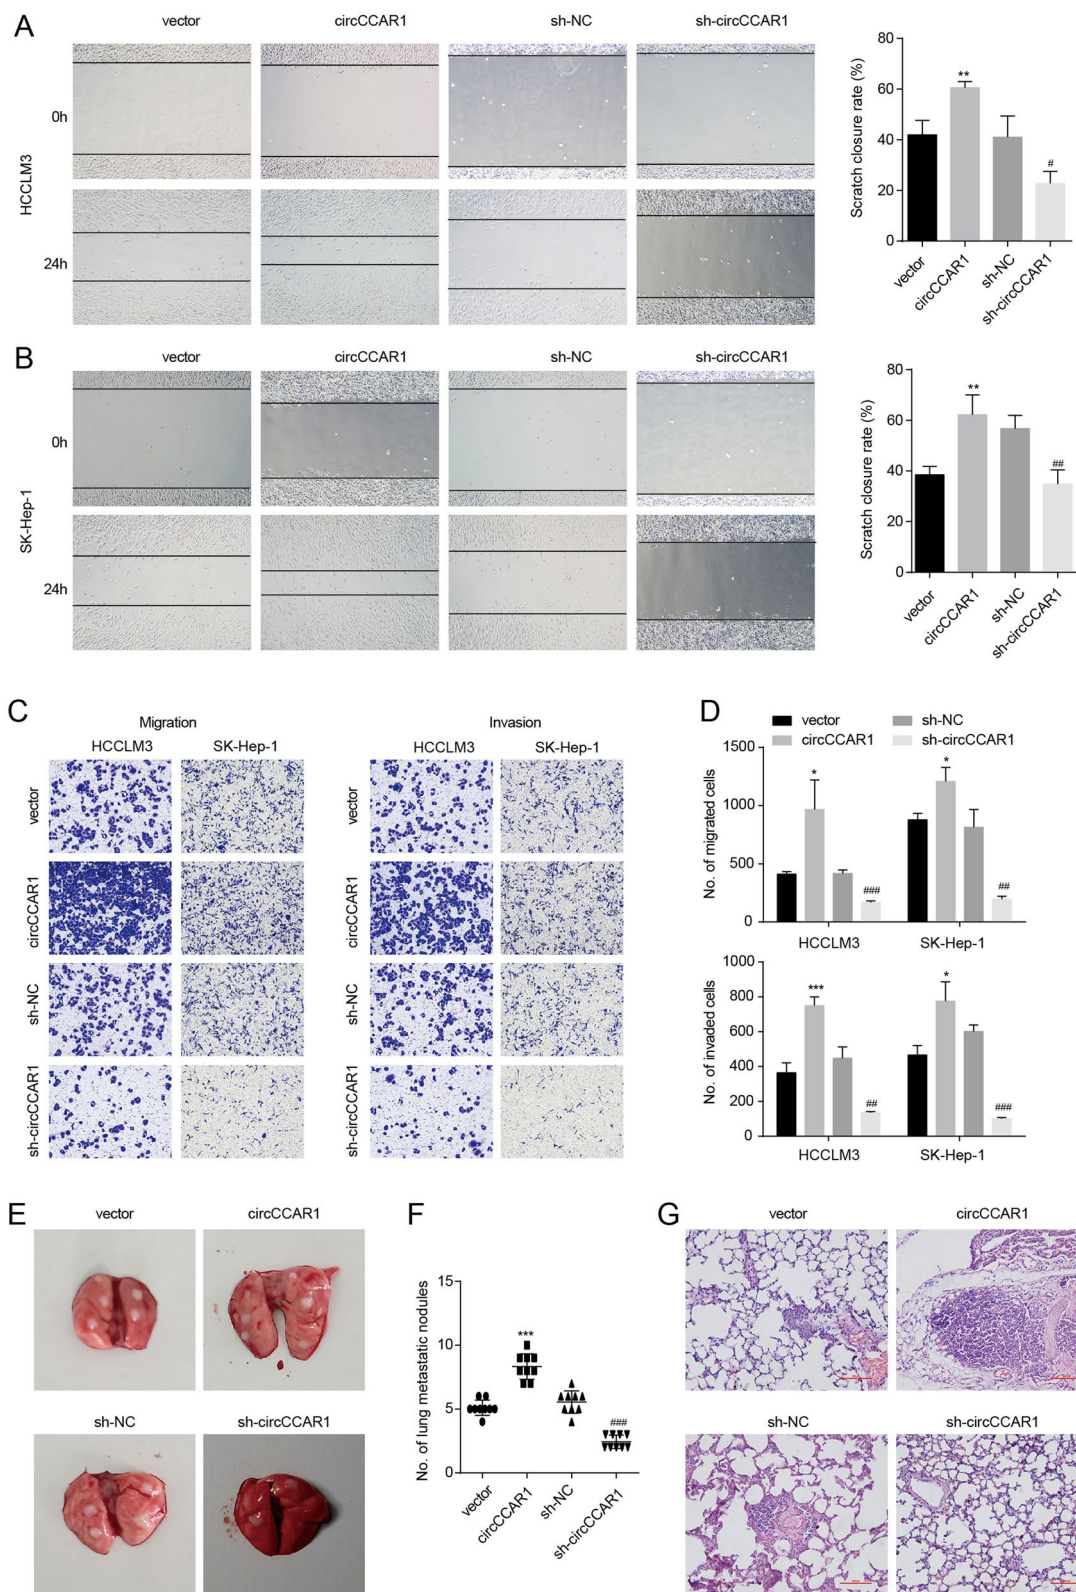 A
vector
circCCAR1
sh-NC
sh-circCCAR1
0h
24h
HCCLM3
Scratch closure rate (%)
80
60
40
20
0
**
#
vector
circCCAR1
sh-NC
sh-circCCAR1
B
vector
circCCAR1
sh-NC
sh-circCCAR1
0h
24h
SK-Hep-1
Scratch closure rate (%)
80
60
40
20
0
**
##
vector
circCCAR1
sh-NC
sh-circCCAR1
C
Migration
Invasion
HCCLM3
SK-Hep-1
HCCLM3
SK-Hep-1
vector
circCCAR1
sh-NC
sh-circCCAR1
vector
circCCAR1
sh-NC
sh-circCCAR1
D
vector
sh-NC
circCCAR1
sh-circCCAR1
No. of migrated cells
1500
1000
500
0
*
###
*
##
HCCLM3
SK-Hep-1
No. of invaded cells
1000
800
600
400
200
0
***
##
*
###
HCCLM3
SK-Hep-1
E
vector
circCCAR1
sh-NC
sh-circCCAR1
F
No. of lung metastatic nodules
15
10
5
0
***
###
vector
circCCAR1
sh-NC
sh-circCCAR1
G
vector
circCCAR1
sh-NC
sh-circCCAR1